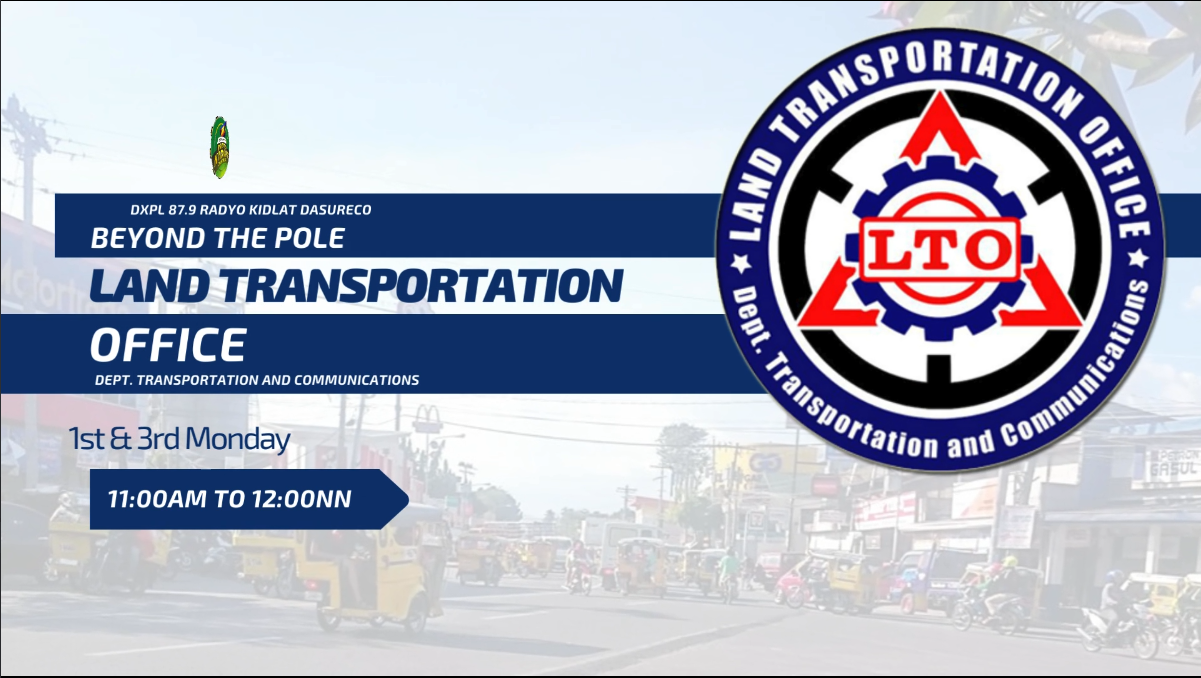 DXPL 87.9 RADYO KIDLAT DASURECO
BEYOND THE POLE
LAND TRANSPORTATION
OFFICE
DEPT. TRANSPORTATION AND COMMUNICATIONS
1st & 3rd Monday
11:00AM TO 12:00NN
LAND TRANSPORTATION OFFICE
LTO
Dept. Transportation and Communications
GASUL